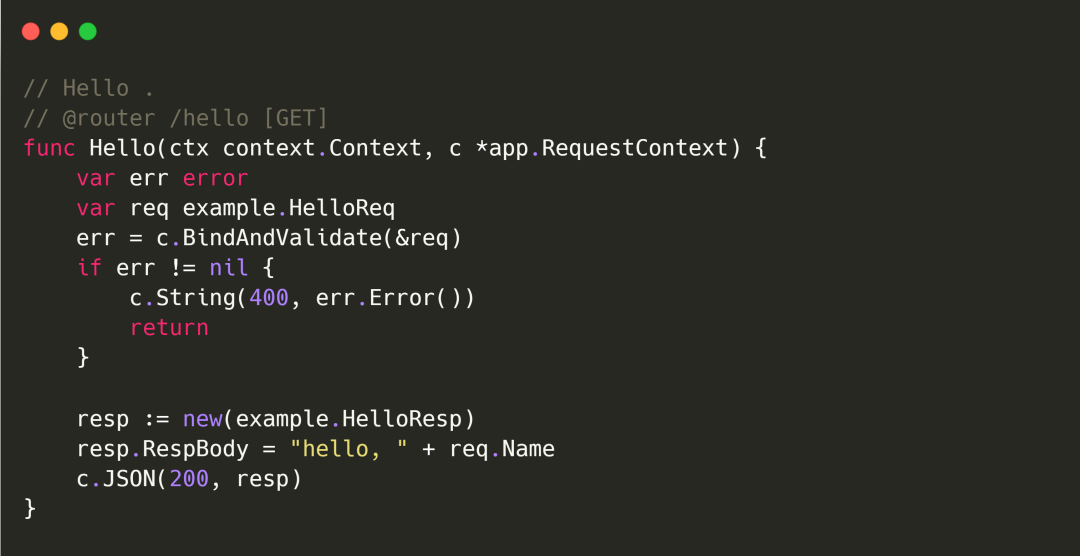 // Hello .
// @router /hello [GET]
func Hello(ctx context.Context, c *app.RequestContext) {
    var err error
    var req example.HelloReq
    err = c.BindAndValidate(&req)
    if err != nil {
        c.String(400, err.Error())
        return
    }

    resp := new(example.HelloResp)
    resp.RespBody = "hello, " + req.Name
    c.JSON(200, resp)
}